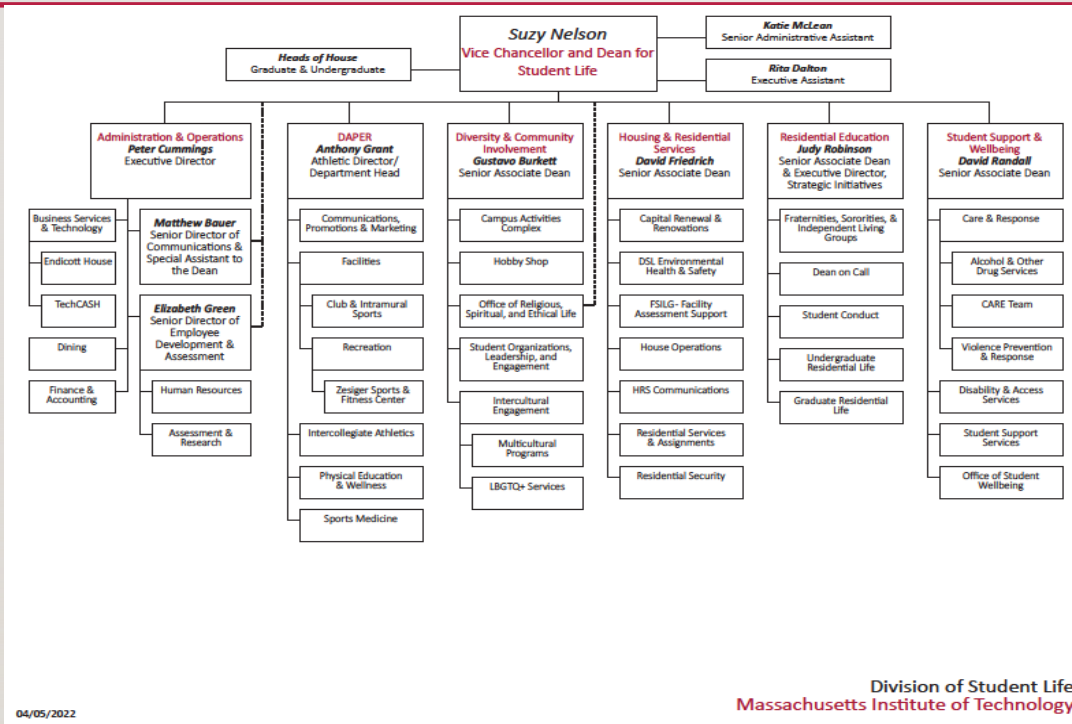 Suzy Nelson
Vice Chancellor and Dean for
Student Life
Katie McLean
Senior Administrative Assistant
Heads of House
Graduate & Undergraduate
Rita Dalton
Executive Assistant
Administration & Operations
Peter Cummings
Executive Director
Business Services
& Technology
Endicott House
TechCASH
Dining
Finance &
Accounting
Matthew Bauer
Senior Director of
Communications &
Special Assistant to
the Dean
Elizabeth Green
Senior Director of
Employee
Development &
Assessment
Human Resources
Assessment &
Research
DAPER
Anthony Grant
Athletic Director/
Department Head
Communications,
Promotions & Marketing
Facilities
Club & Intramural
Sports
Recreation
Zesiger Sports &
Fitness Center
Intercollegiate Athletics
Physical Education
& Wellness
Sports Medicine
Diversity & Community
Involvement
Gustavo Burkett
Senior Associate Dean
Campus Activities
Complex
Hobby Shop
Office of Religious,
Spiritual, and Ethical Life
Student Organizations,
Leadership, and
Engagement
Intercultural
Engagement
Multicultural
Programs
LBGTQ+ Services
Housing & Residential
Services
David Friedrich
Senior Associate Dean
Capital Renewal &
Renovations
DSL Environmental
Health & Safety
FSILG- Facility
Assessment Support
House Operations
HRS Communications
Residential Services
& Assignments
Residential Security
Residential Education
Judy Robinson
Senior Associate Dean
& Executive Director,
Strategic Initiatives
Fraternities, Sororities, &
Independent Living
Groups
Dean on Call
Student Conduct
Undergraduate
Residential Life
Graduate Residential
Life
Student Support &
Wellbeing
David Randall
Senior Associate Dean
Care & Response
Alcohol & Other
Drug Services
CARE Team
Violence Prevention
& Response
Disability & Access
Services
Student Support
Services
Office of Student
Wellbeing
Division of Student Life
Massachusetts Institute of Technology
04/05/2022